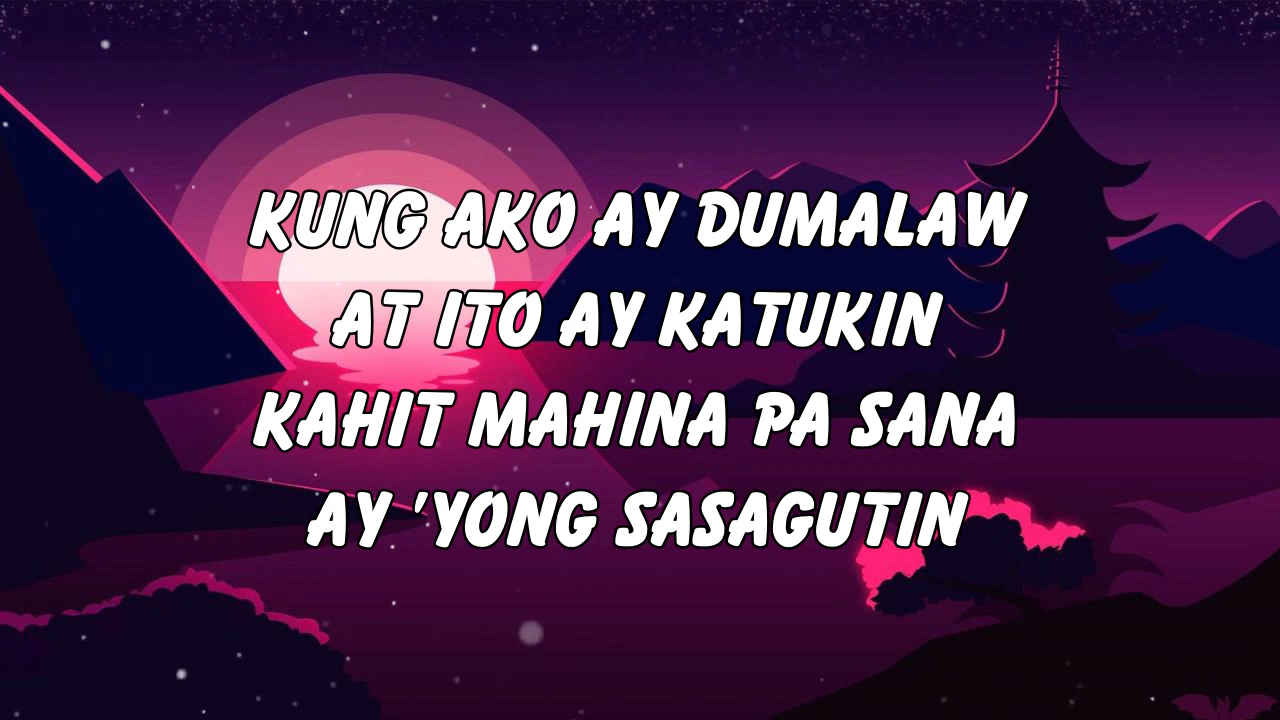 KUNG AKO AY DUMALAW
AT ITO AY KATUKIN
KAHIT MAHINA PA SANA
AY 'YONG SASAGUTIN